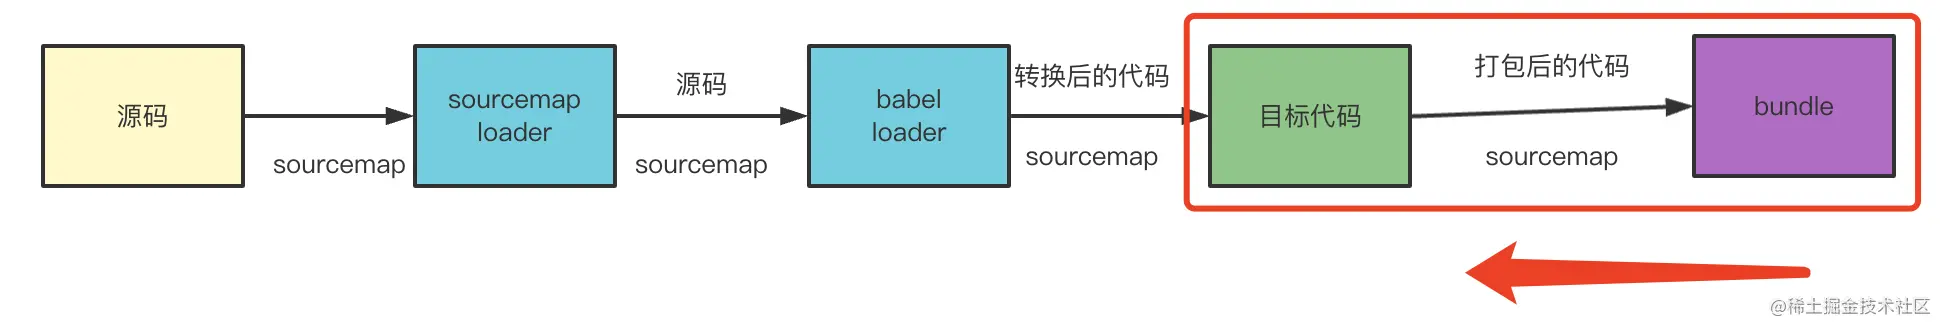 源码
sourcemap
sourcemap
loader
源码
sourcemap
babel
loader
转换后的代码
sourcemap
目标代码
打包后的代码
sourcemap
bundle
@稀土掘金技术社区